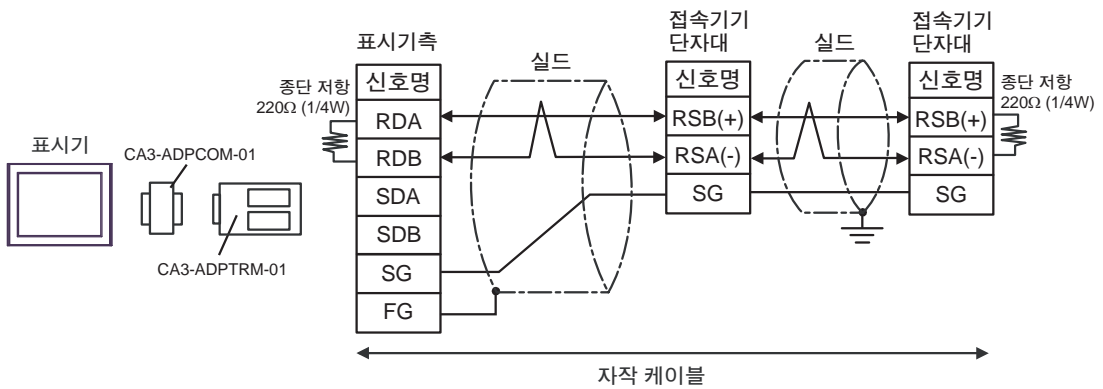 표시기
CA3-ADPCOM-01
CA3-ADPTRM-01
종단 저항
220Ω (1/4W)
표시기측
신호명
RDA
RDB
SDA
SDB
SG
FG
실드
접속기기
단자대
신호명
RSB(+)
RSA(-)
SG
실드
접속기기
단자대
신호명
RSB(+)
RSA(-)
SG
종단 저항
220Ω (1/4W)
자작 케이블